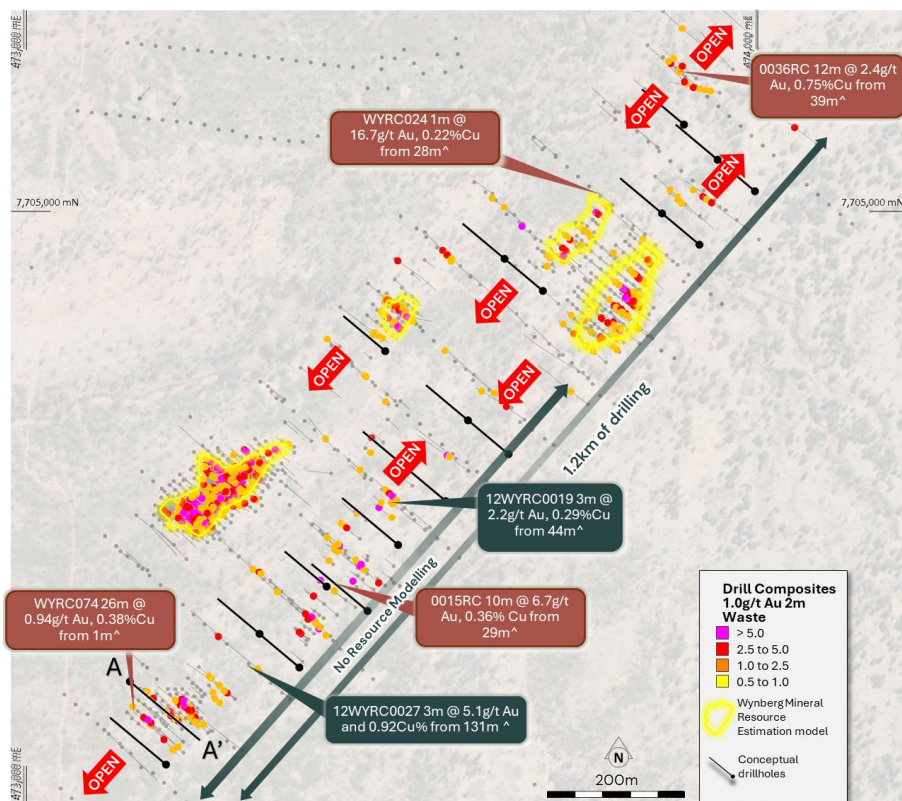 473,000 mE
474,000 mE
OPEN
0036RC 12m @ 2.4g/t
Au, 0.75%Cu from
39m^
OPEN
WYRC024 1m @
16.7g/t Au, 0.22%Cu
from 28m^
OPEN
7,705,000 mN
OPEN
OPEN
OPEN
1.2km of drilling
OPEN
12WYRC0019 3m @
2.2g/t Au, 0.29%Cu
from 44m^
No Resource Modelling
WYRC074 26m @
0.94g/t Au, 0.38%Cu
from 1m^
0015RC 10m @ 6.7g/t
Au, 0.36% Cu from
29m^
A
A'
12WYRC0027 3m @ 5.1g/t Au
and 0.92Cu% from 131m ^
OPEN
473,000 mE
N
200m
Drill Composites
1.0g/t Au 2m
Waste
> 5.0
2.5 to 5.0
1.0 to 2.5
0.5 to 1.0
Wynberg Mineral
Resource
Estimation model
Conceptual
drillholes